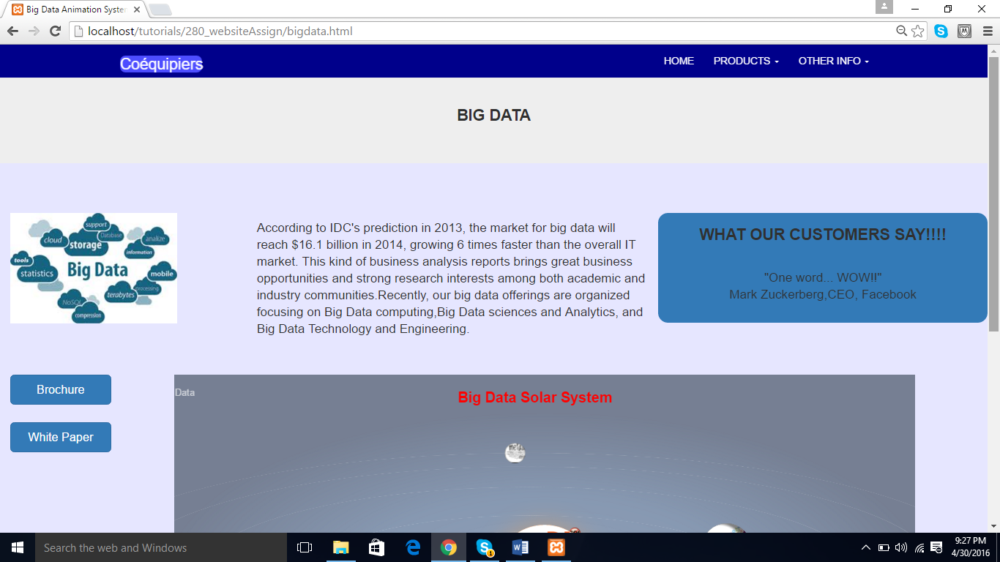 Big Data Animation Syste
localhost/tutorials/280_websiteAssign/bigdata.html
Coéquipiers
HOME
PRODUCTS
OTHER INFO
BIG DATA
support
cloud
storage
Database
analize
information
tools
statistics
Big Data
mobile
processing
NoSQL
terabytes
compression
According to IDC's prediction in 2013, the market for big data will
reach $16.1 billion in 2014, growing 6 times faster than the overall IT
market. This kind of business analysis reports brings great business
opportunities and strong research interests among both academic and
industry communities.Recently, our big data offerings are organized
focusing on Big Data computing,Big Data sciences and Analytics, and
Big Data Technology and Engineering.
WHAT OUR CUSTOMERS SAY!!!!
"One word... WOW!!"
Mark Zuckerberg,CEO, Facebook
Brochure
White Paper
Data
Big Data Solar System
Search the web and Windows
1
9:27 PM
4/30/2016